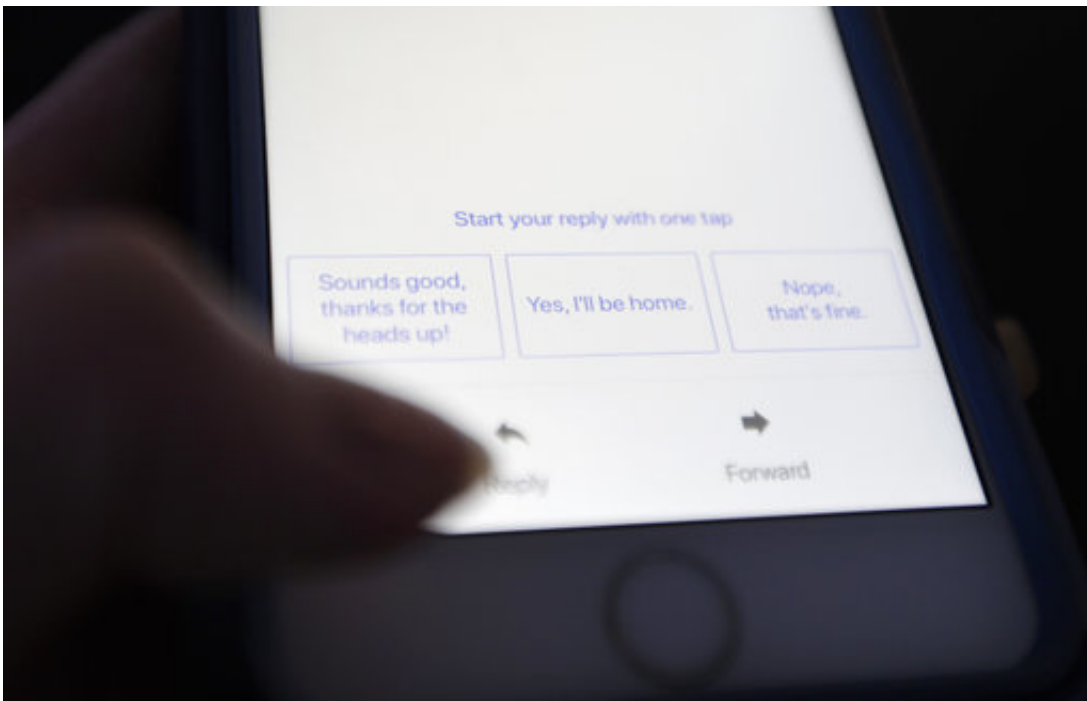 Start your reply with one tap
Sounds good,
thanks for the
heads up!
Yes, I'll be home.
Nope,
that's fine.
Reply
Forward